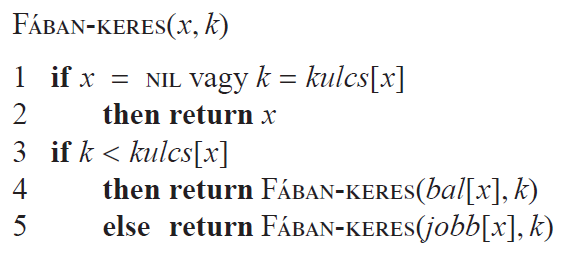 FÁBAN-KERES(x, k)
1 if x = NIL vagy k = kulcs[x]
2 then return x
3 if k < kulcs[x]
4 then return FÁBAN-KERES(bal[x], k)
5 else return FÁBAN-KERES(jobb[x], k)